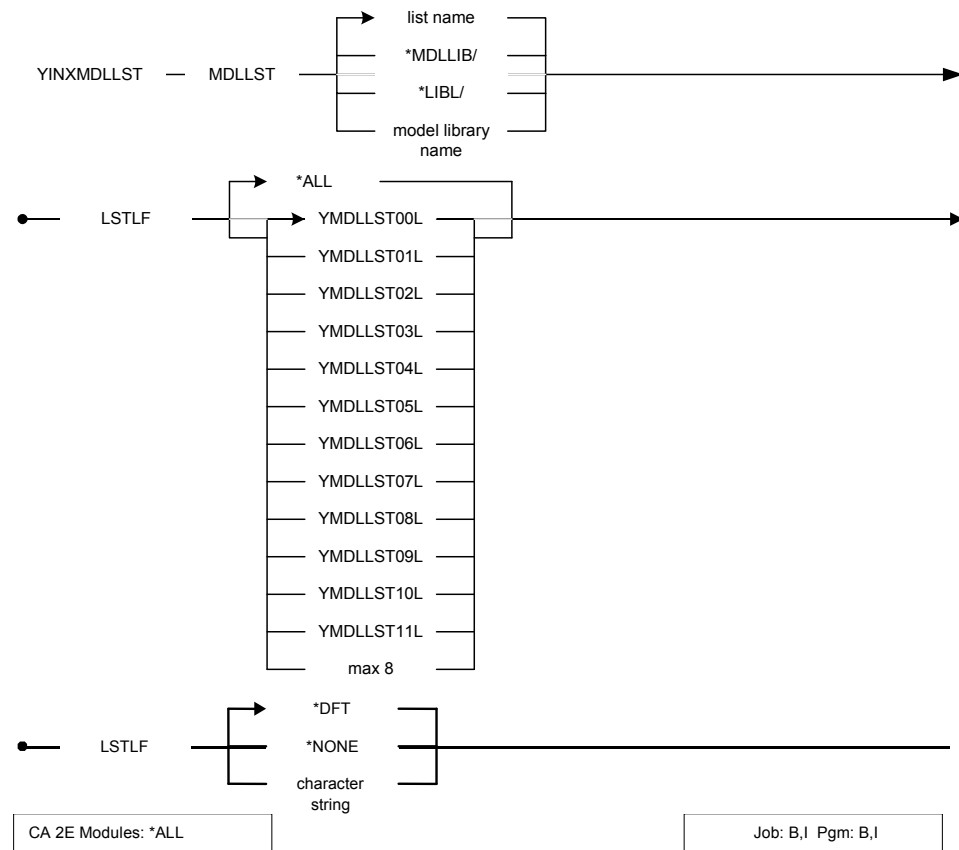 list name
*MDLLIB/
YINXMDLLST
MDLLST
*LIBL/
model library
name
*ALL
LSTLF
YMDLLST00L
YMDLLST01L
YMDLLST02L
YMDLLST03L
YMDLLST04L
YMDLLST05L
YMDLLST06L
YMDLLST07L
YMDLLST08L
YMDLLST09L
YMDLLST10L
YMDLLST11L
max 8
*DFT
LSTLF
*NONE
character
string
CA 2E Modules: *ALL
Job: B,I Pgm: B,I